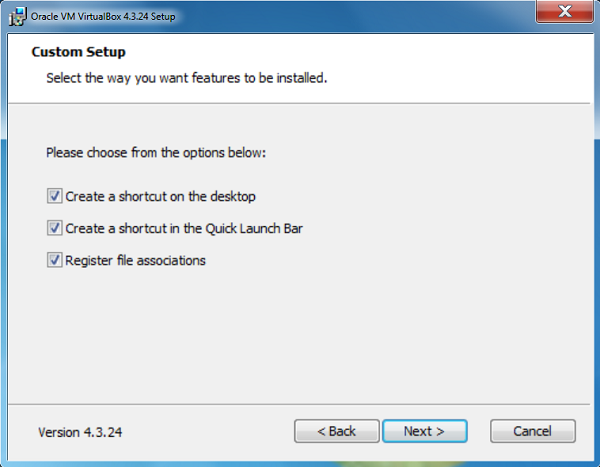 Oracle VM VirtualBox 4.3.24 Setup
Custom Setup
Select the way you want features to be installed.
Please choose from the options below:
Create a shortcut on the desktop
Create a shortcut in the Quick Launch Bar
Register file associations
Version 4.3.24
< Back
Next >
Cancel